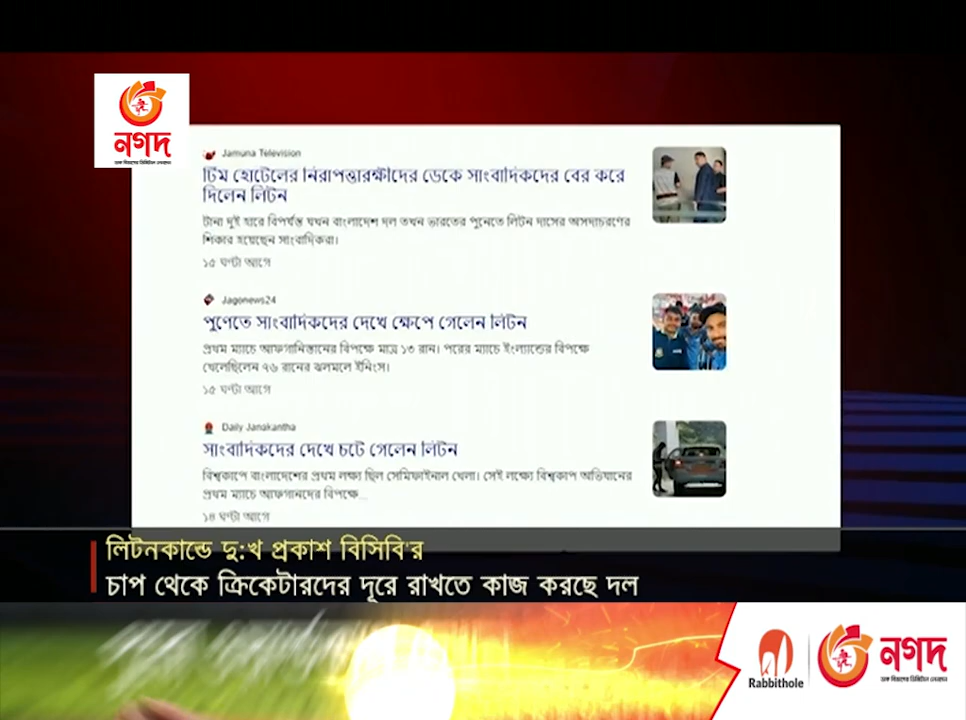 নগদ
Jamuna Television
টিম হোটেলের নিরাপত্তারক্ষীদের ডেকে সাংবাদিকদের বের করে
দিলেন লিটন
টানা দুই হারে বিপর্যস্ত যখন বাংলাদেশ দল তখন ভারতের পুনেতে লিটন দাসের অসদাচরণের
শিকার হয়েছেন সাংবাদিকরা।
১৫ ঘণ্টা আগে
Jagonews24
পুণেতে সাংবাদিকদের দেখে ক্ষেপে গেলেন লিটন
প্রথম ম্যাচে আফগানিস্তানের বিপক্ষে মাত্র ১৩ রান। পরের ম্যাচে ইংল্যান্ডের বিপক্ষে
খেলেছিলেন ৭৬ রানের ঝলমলে ইনিংস।
১৫ ঘণ্টা আগে
Daily Janakantha
সাংবাদিকদের দেখে চটে গেলেন লিটন
বিশ্বকাপে বাংলাদেশের প্রথম লক্ষ্য ছিল সেমিফাইনাল খেলা। সেই লক্ষ্যে বিশ্বকাপ অভিযানের
প্রথম ম্যাচে আফগানদের বিপক্ষে...
১৪ ঘণ্টা আগে
লিটনকান্ডে দু:খ প্রকাশ বিসিবি'র
চাপ থেকে ক্রিকেটারদের দূরে রাখতে কাজ করছে দল
Rabbithole
নগদ